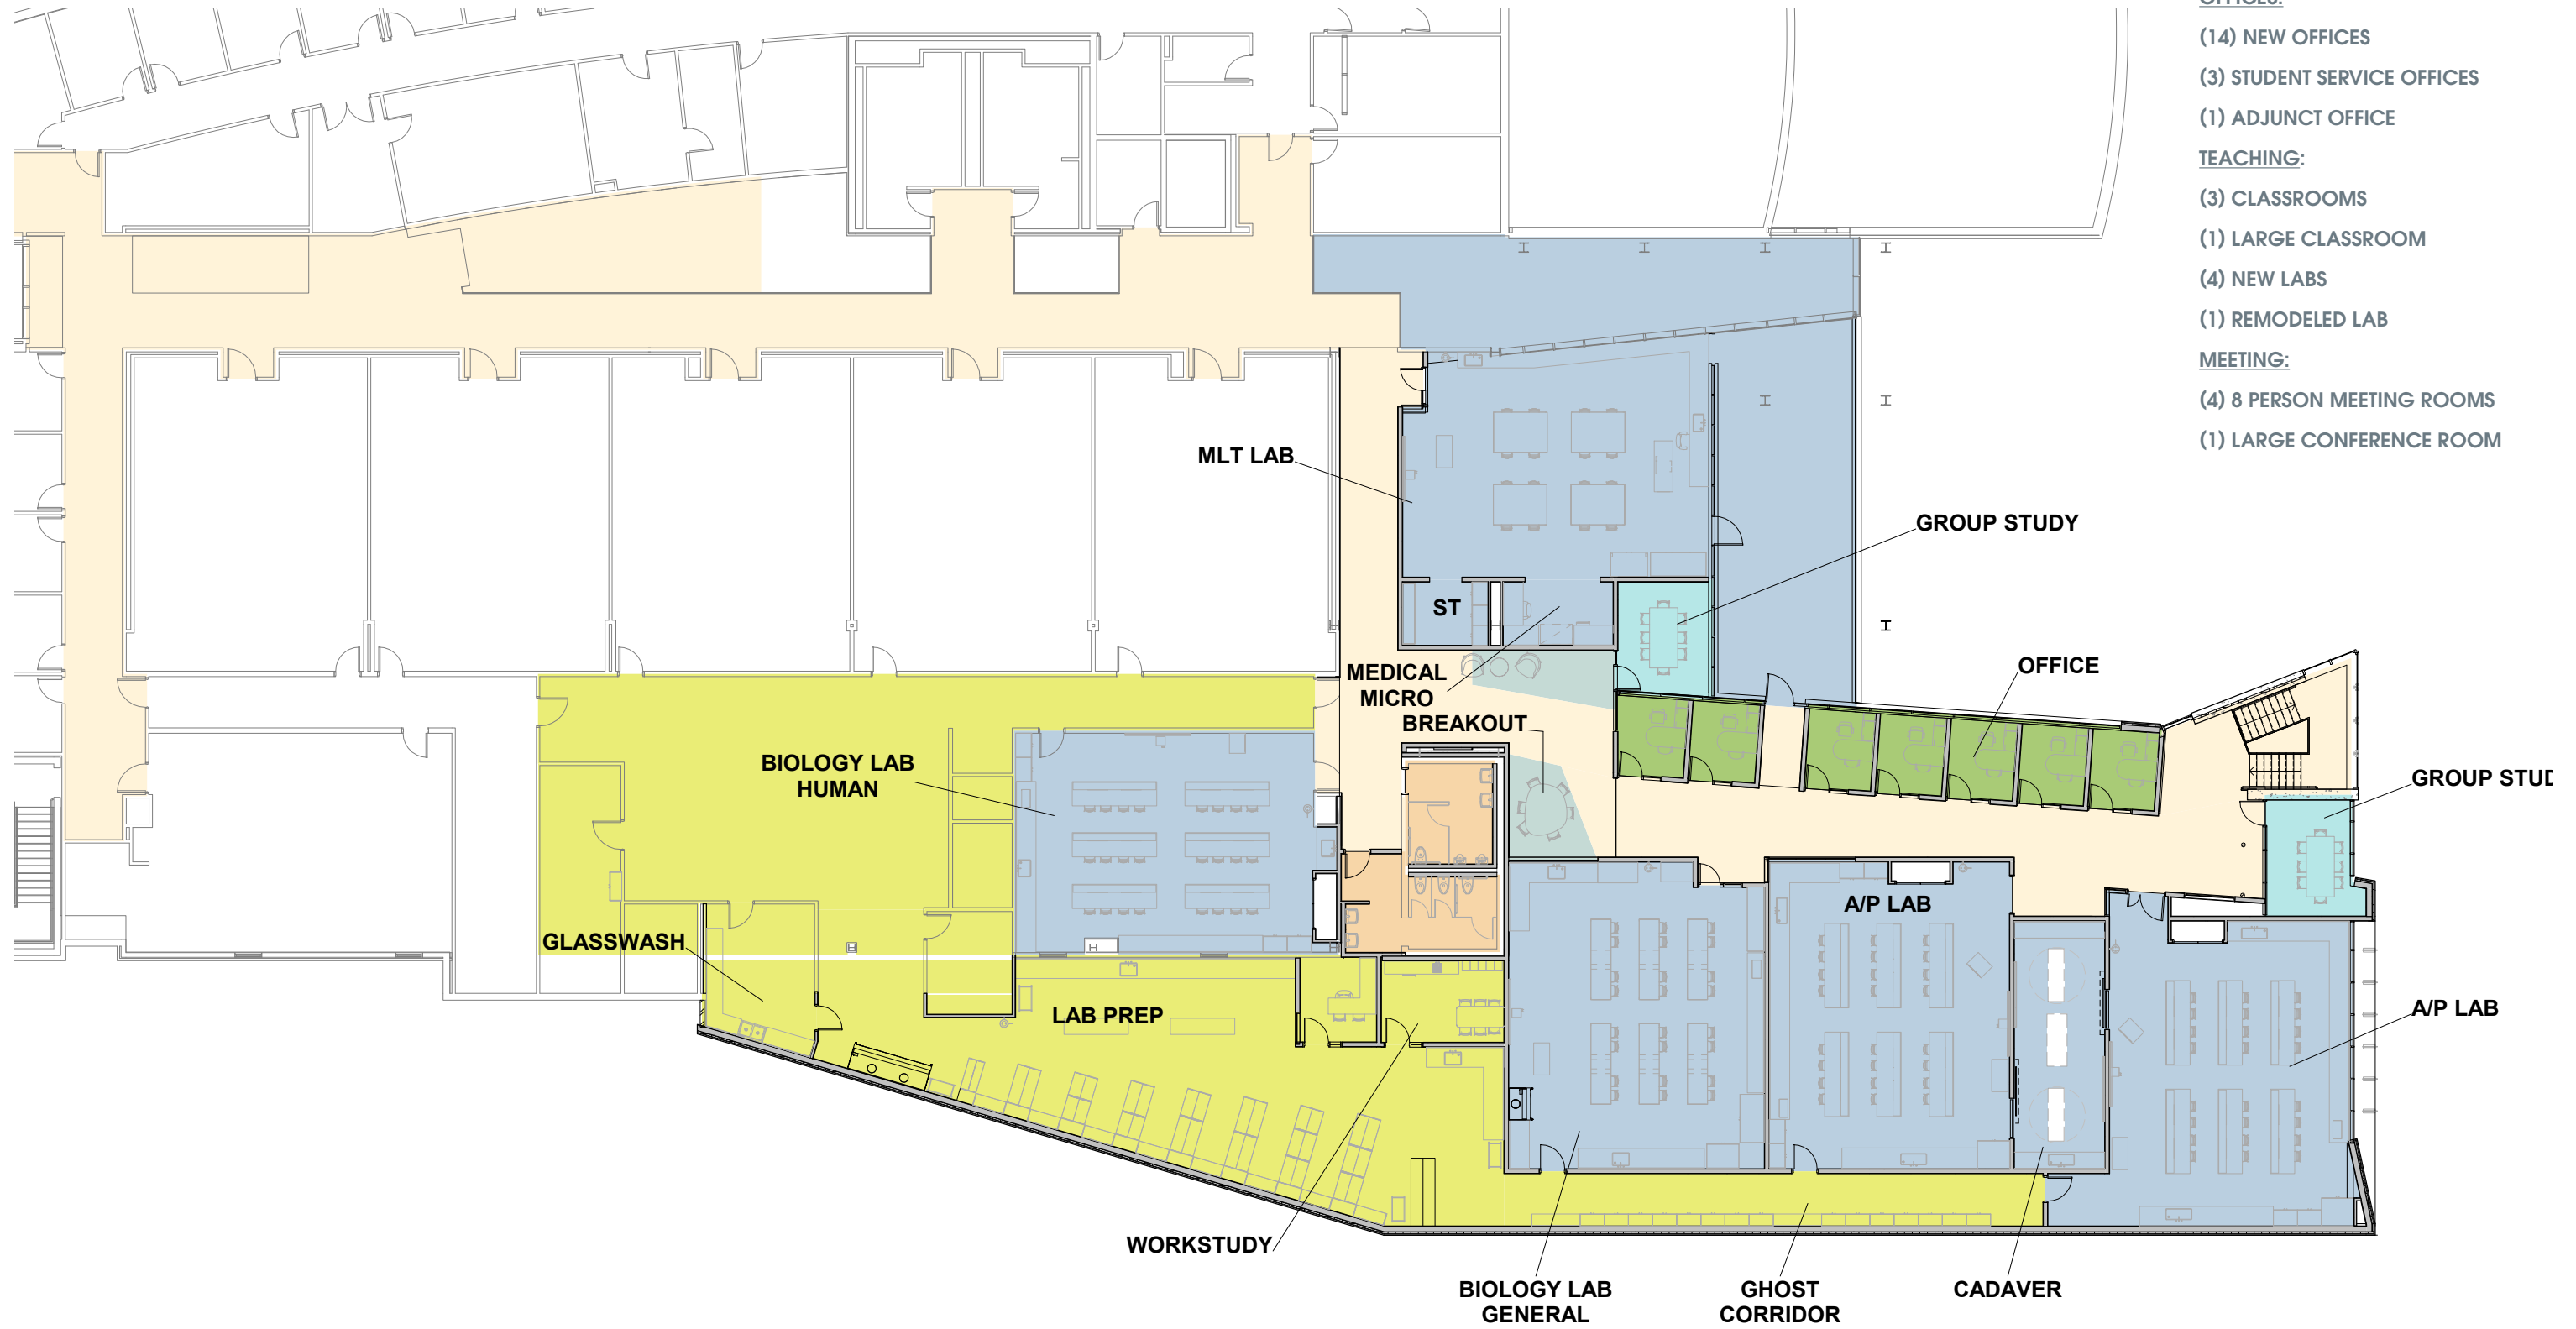 OFFICES:
(14) NEW OFFICES
(3) STUDENT SERVICE OFFICES
(1) ADJUNCT OFFICE
TEACHING:
(3) CLASSROOMS
(1) LARGE CLASSROOM
(4) NEW LABS
(1) REMODELED LAB
MEETING:
(4) 8 PERSON MEETING ROOMS
(1) LARGE CONFERENCE ROOM
MLT LAB
GROUP STUDY
ST
MEDICAL
MICRO
OFFICE
BREAKOUT
BIOLOGY LAB
HUMAN
GROUP STUD
A/P LAB
GLASSWASH
LAB PREP
A/P LAB
WORKSTUDY
BIOLOGY LAB
GENERAL
GHOST
CORRIDOR
CADAVER